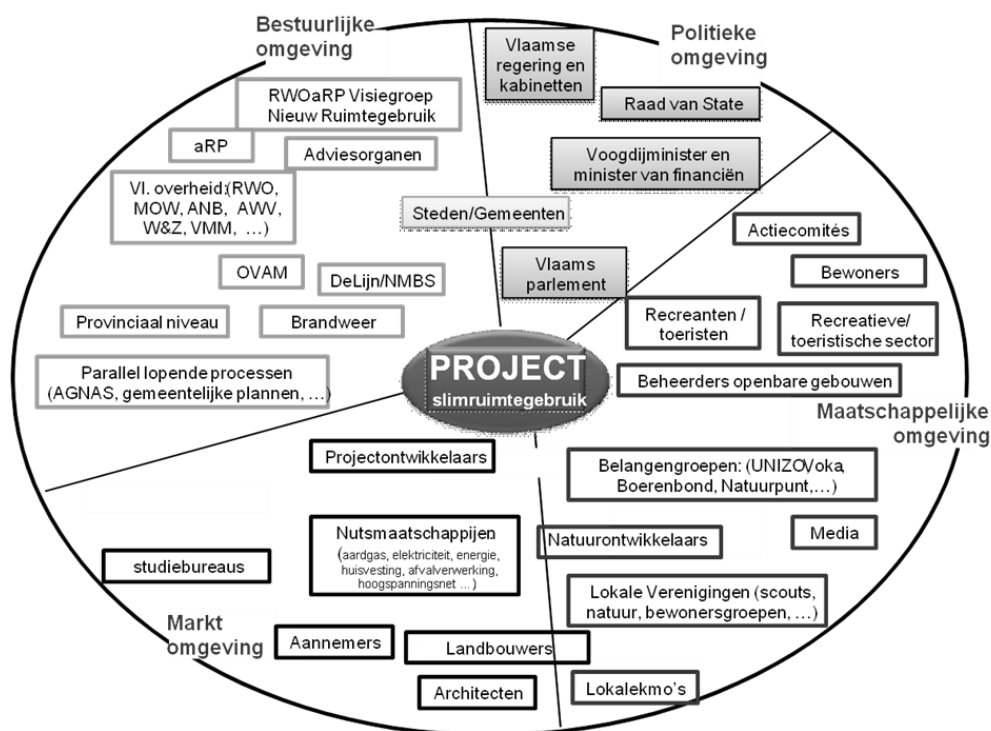 Bestuurlijke
omgeving
Politieke
omgeving
Vlaamse
regering en
kabinetten
Raad van State
RWOaRP Visiegroep
Nieuw Ruimtegebruik
aRP
Adviesorganen
Voogdijminister en
minister van financiën
Vl. overheid:(RWO,
MOW, ANB, AWV,
W&Z, VMM, …)
Steden/Gemeenten
Actiecomités
OVAM
DeLijn/NMBS
Vlaams
parlement
Bewoners
Provinciaal niveau
Brandweer
Recreanten /
toeristen
Recreatieve/
toeristische sector
Parallel lopende processen
(AGNAS, gemeentelijke plannen, …)
PROJECT
slimruimtegebruik
Beheerders openbare gebouwen
Maatschappelijke
omgeving
Projectontwikkelaars
Belangengroepen: (UNIZOVoka,
Boerenbond, Natuurpunt,…)
Nutsmaatschappijen
(aardgas, elektriciteit, energie,
huisvesting, afvalverwerking,
hoogspanningsnet ...)
Natuurontwikkelaars
Media
studiebureaus
Lokale Verenigingen (scouts,
natuur, bewonersgroepen, …)
Markt
omgeving
Aannemers
Landbouwers
Architecten
Lokalekmo's